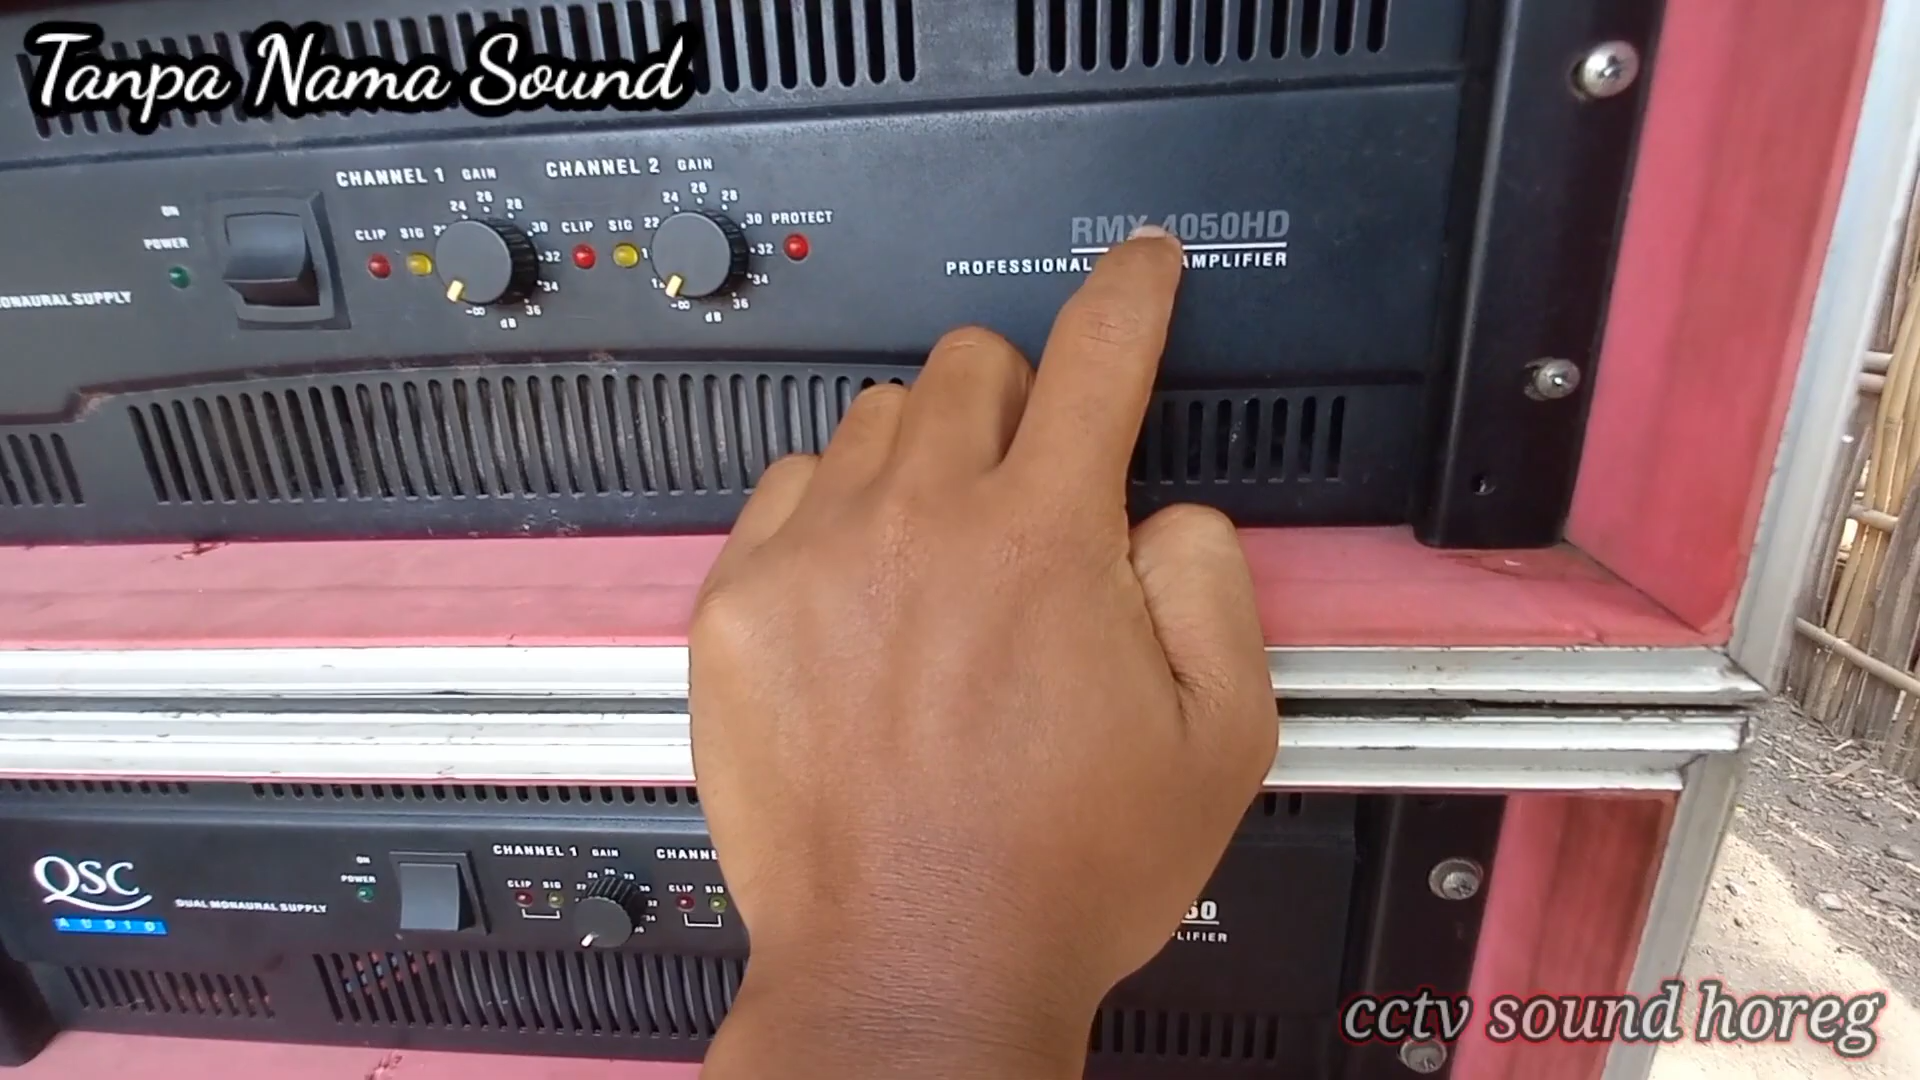 Tanpa Nama Sound
CHANNEL 1 GAIN CHANNEL 2 GAIN
24 26 28 24 26 28
ON
CLIP SIG 30 CLIP SIG 22 30 PROTECT
POWER
32 32
34 34
-∞ dB 36 -∞ dB 36
RMX 4050HD
PROFESSIONAL AMPLIFIER
QSC
AUDIO
DUAL MONAURAL SUPPLY
ON
POWER
CHANNEL 1 GAIN
CLIP SIG CLIP SIG
cctv sound horeg